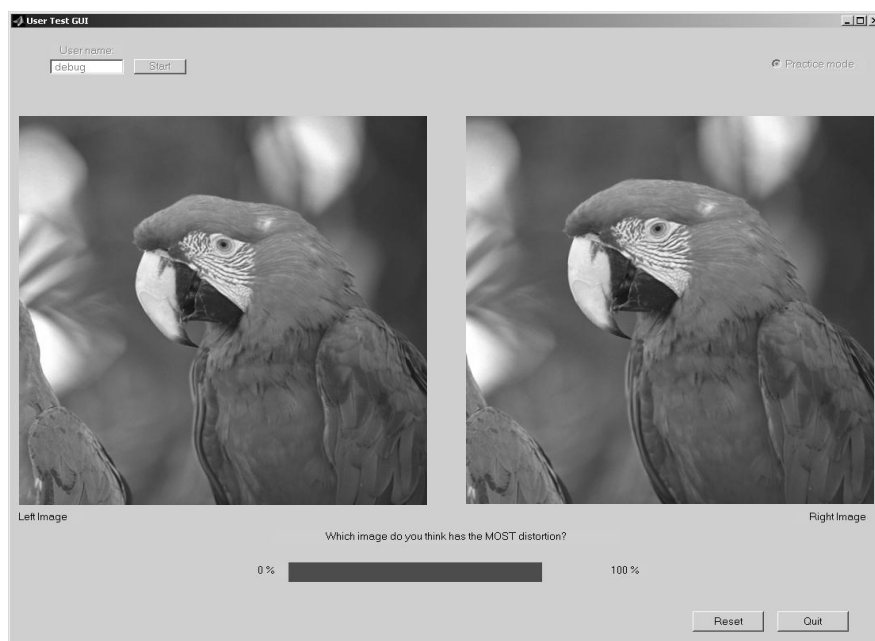 User Test GUI
User name:
debug
Start
Practice mode
Left Image
Right Image
Which image do you think has the MOST distortion?
0 %
100 %
Reset
Quit